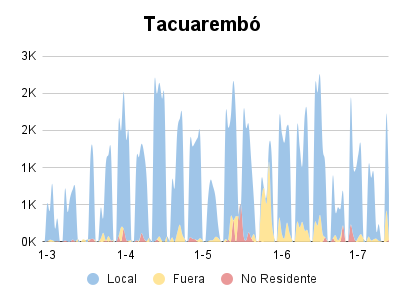 Tacuarembó
3K
2K
2K
1K
1K
0K
1-3 1-4 1-5 1-6 1-7
Local Fuera No Residente